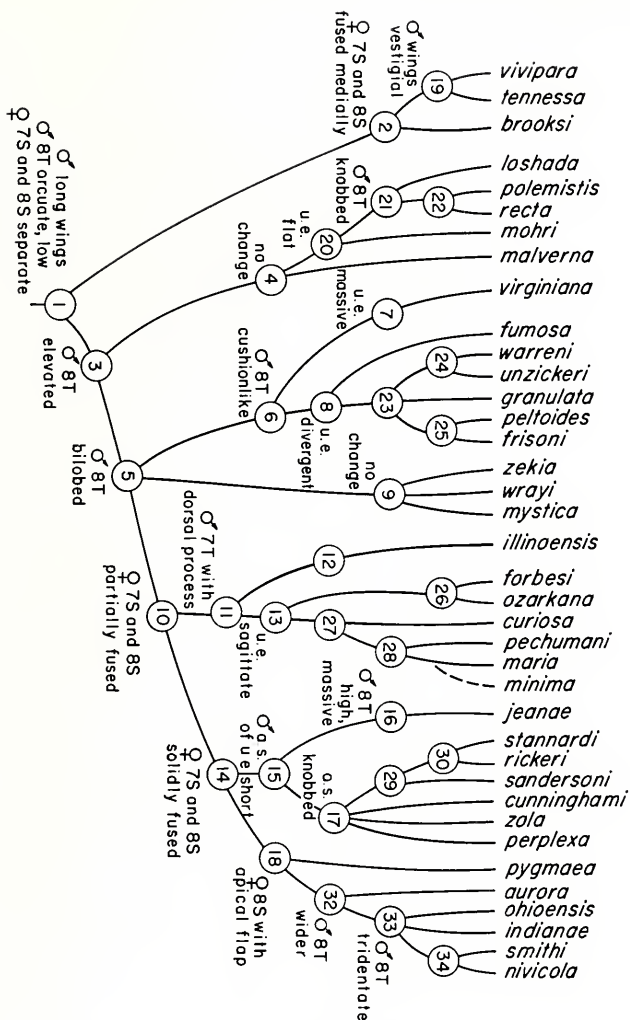 vivipara
tennessa
brooksi
loshada
polemistis
recta
mohri
malverna
virginiana
fumosa
warreni
unzickeri
granulata
peltoides
frisoni
zekia
wrayi
mystica
illinoensis
forbesi
ozarkana
curiosa
pechumani
maria
minima
jeanae
stannardi
rickeri
sandersoni
cunninghami
zola
perplexa
pygmaea
aurora
ohioensis
indianae
smithi
nivicola
♂ wings
vestigial
19
♀ 7S and 8S
fused medially
2
♂ 8T
knobbed
21
22
u.e.
flat
20
no
change
4
u.e.
massive
7
♂ 8T
cushionlike
6
u.e.
divergent
8
23
24
25
no
change
9
♂ long wings
♂ 8T arcuate, low
♀ 7S and 8S separate
1
♂ 8T
elevated
3
♂ 8T
bilobed
5
♂ 7T with
dorsal process
11
12
u.e.
sagittate
13
26
27
28
♀ 7S and 8S
partially fused
10
♂ 8T
high,
massive
16
♂ a.s.
of u.e. short
15
a.s.
knobbed
17
29
30
♀ 7S and 8S
solidly fused
14
♀ 8S with
apical flap
18
♂ 8T
wider
32
♂ 8T
tridentate
33
34